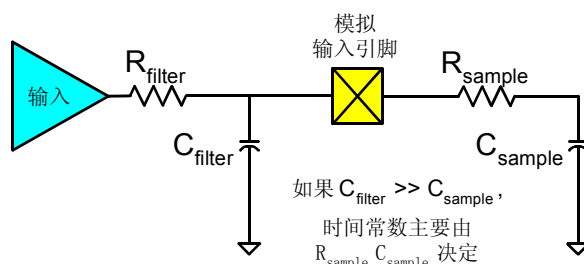 模拟
输入引脚
R_filter
R_sample
输入
C_filter
C_sample
如果 C_filter >> C_sample ,
时间常数主要由
R_sample C_sample 决定